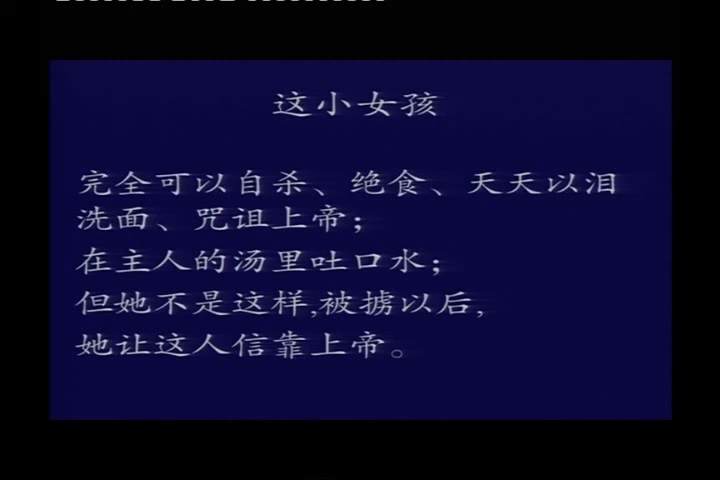 这小女孩
完全可以自杀、绝食、天天以泪
洗面、咒诅上帝；
在主人的汤里吐口水；
但她不是这样,被掳以后,
她让这人信靠上帝。